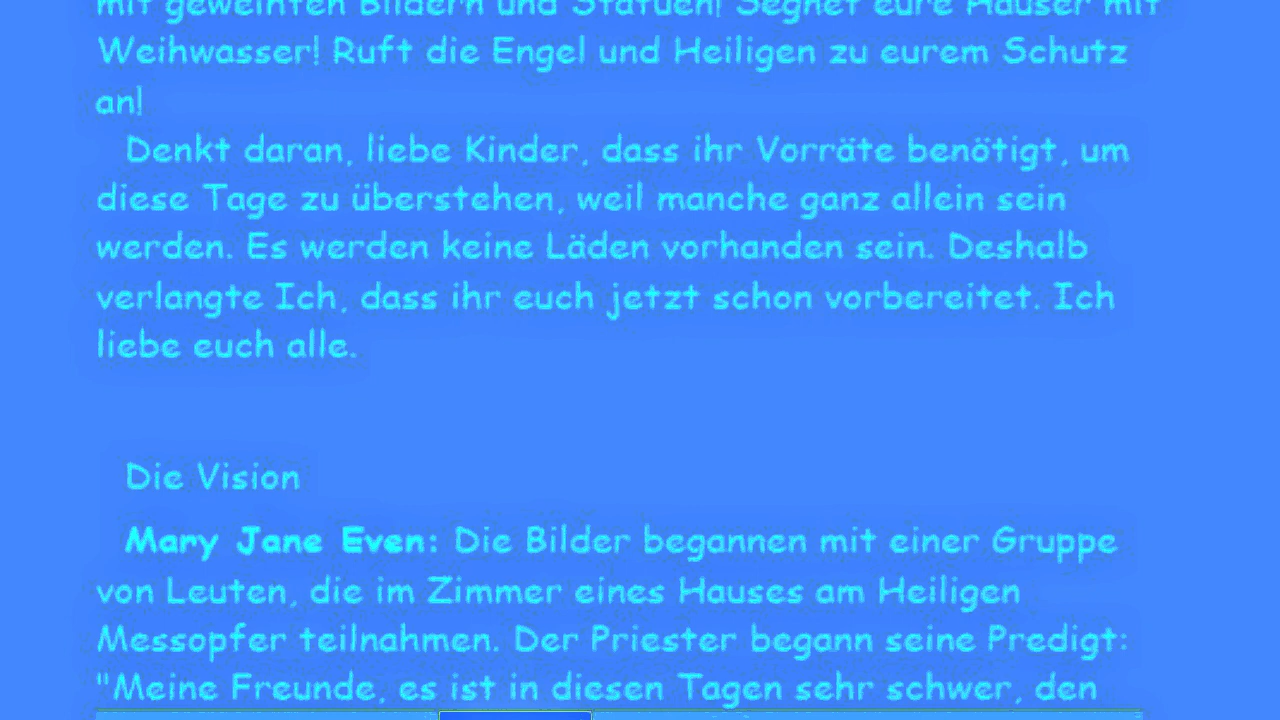 mit geweihten Bildern und Statuen! Segnet eure Häuser mit
Weihwasser! Ruft die Engel und Heiligen zu eurem Schutz
an!
Denkt daran, liebe Kinder, dass ihr Vorräte benötigt, um
diese Tage zu überstehen, weil manche ganz allein sein
werden. Es werden keine Läden vorhanden sein. Deshalb
verlangte Ich, dass ihr euch jetzt schon vorbereitet. Ich
liebe euch alle.
Die Vision
Mary Jane Even: Die Bilder begannen mit einer Gruppe
von Leuten, die im Zimmer eines Hauses am Heiligen
Messopfer teilnahmen. Der Priester begann seine Predigt:
"Meine Freunde, es ist in diesen Tagen sehr schwer, den